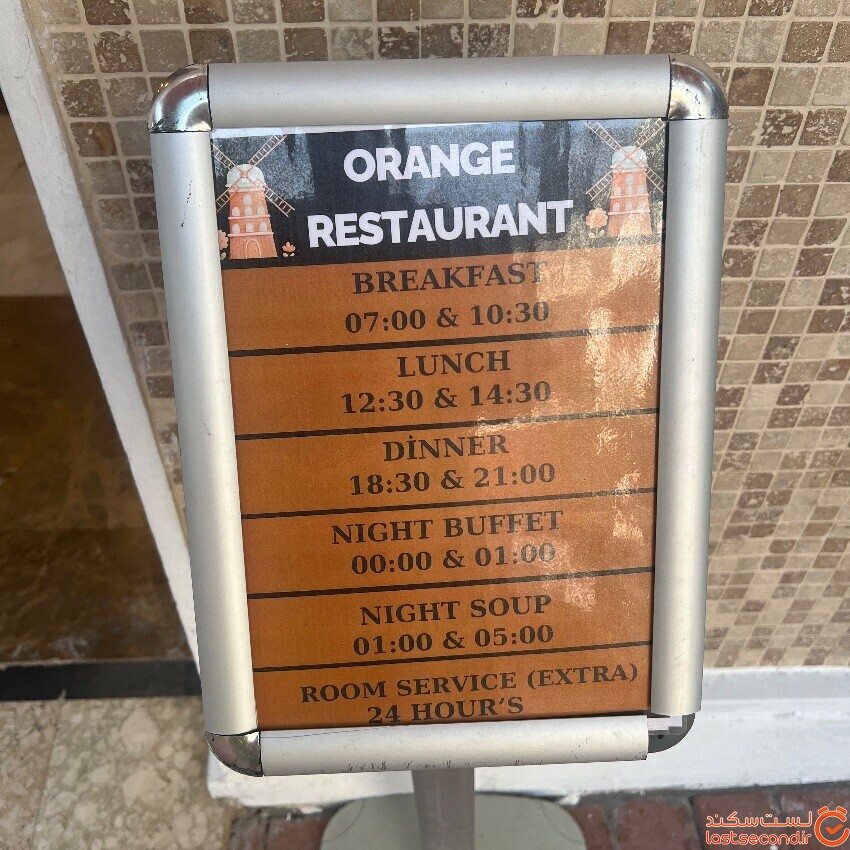 ORANGE
RESTAURANT
BREAKFAST
07:00 & 10:30
LUNCH
12:30 & 14:30
DİNNER
18:30 & 21:00
NIGHT BUFFET
00:00 & 01:00
NIGHT SOUP
01:00 & 05:00
ROOM SERVICE (EXTRA)
24 HOUR'S
لست‌سکند
lastsecond.ir